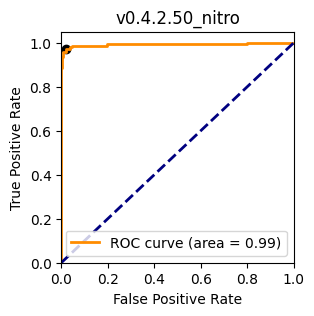 v0.4.2.50_nitro
True Positive Rate
1.0
0.8
0.6
0.4
0.2
0.0
ROC curve (area = 0.99)
0.0 0.2 0.4 0.6 0.8 1.0
False Positive Rate